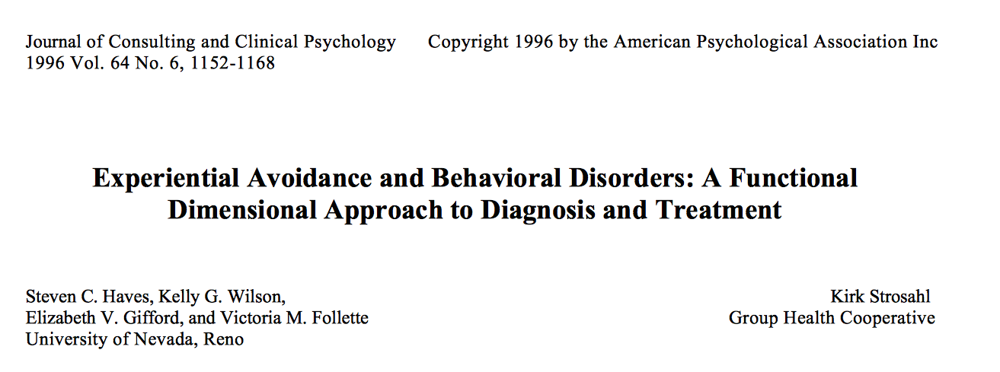 Journal of Consulting and Clinical Psychology Copyright 1996 by the American Psychological Association Inc
1996 Vol. 64 No. 6, 1152-1168
Experiential Avoidance and Behavioral Disorders: A Functional
Dimensional Approach to Diagnosis and Treatment
Steven C. Haves, Kelly G. Wilson,
Elizabeth V. Gifford, and Victoria M. Follette
University of Nevada, Reno
Kirk Strosahl
Group Health Cooperative